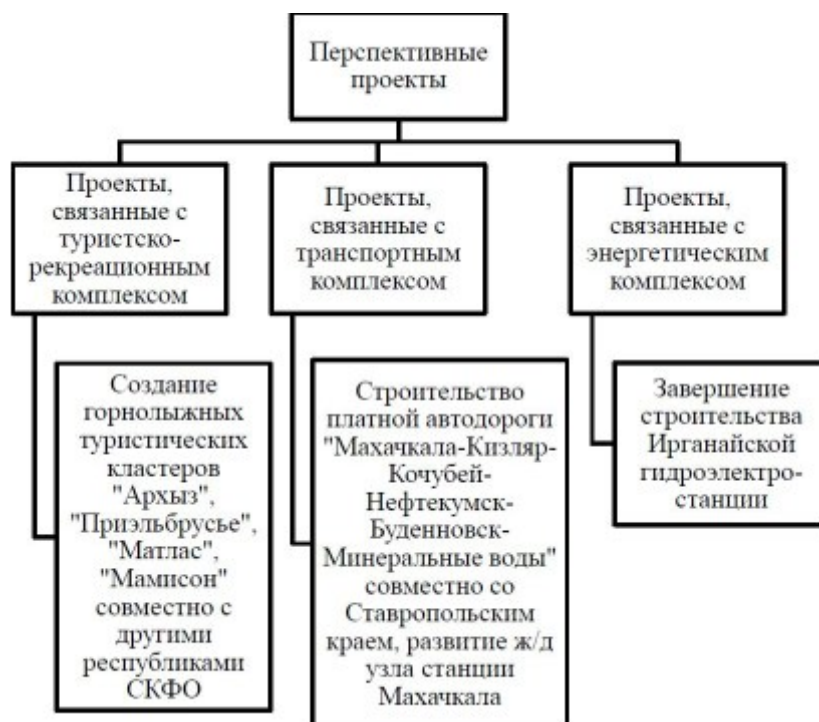 Перспективные
проекты
Проекты,
связанные с
туристско-
рекреационным
комплексом
Проекты,
связанные с
транспортным
комплексом
Проекты,
связанные с
энергетическим
комплексом
Создание
горнолыжных
туристических
кластеров
"Архыз",
"Приэльбрусье",
"Матлас",
"Мамисон"
совместно с
другими
республиками
СКФО
Строительство
платной автодороги
"Махачкала-Кизляр-
Кочубей-
Нефтекумск-
Буденновск-
Минеральные воды"
совместно со
Ставропольским
краем, развитие ж/д
узла станции
Махачкала
Завершение
строительства
Ирганайской
гидроэлектро-
станции